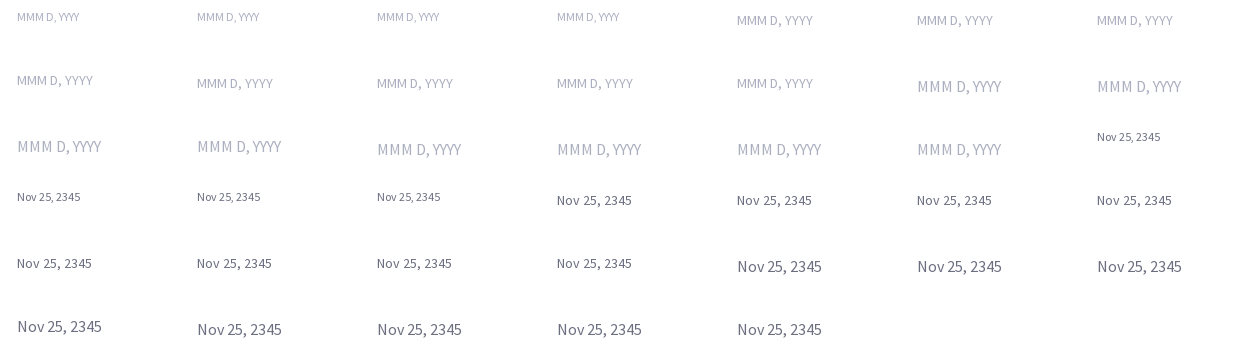 MMM D, YYYY MMM D, YYYY MMM D, YYYY MMM D, YYYY MMM D, YYYY MMM D, YYYY MMM D, YYYY
MMM D, YYYY MMM D, YYYY MMM D, YYYY MMM D, YYYY MMM D, YYYY MMM D, YYYY MMM D, YYYY
MMM D, YYYY MMM D, YYYY MMM D, YYYY MMM D, YYYY MMM D, YYYY MMM D, YYYY Nov 25, 2345
Nov 25, 2345 Nov 25, 2345 Nov 25, 2345 Nov 25, 2345 Nov 25, 2345 Nov 25, 2345 Nov 25, 2345
Nov 25, 2345 Nov 25, 2345 Nov 25, 2345 Nov 25, 2345 Nov 25, 2345 Nov 25, 2345 Nov 25, 2345
Nov 25, 2345 Nov 25, 2345 Nov 25, 2345 Nov 25, 2345 Nov 25, 2345